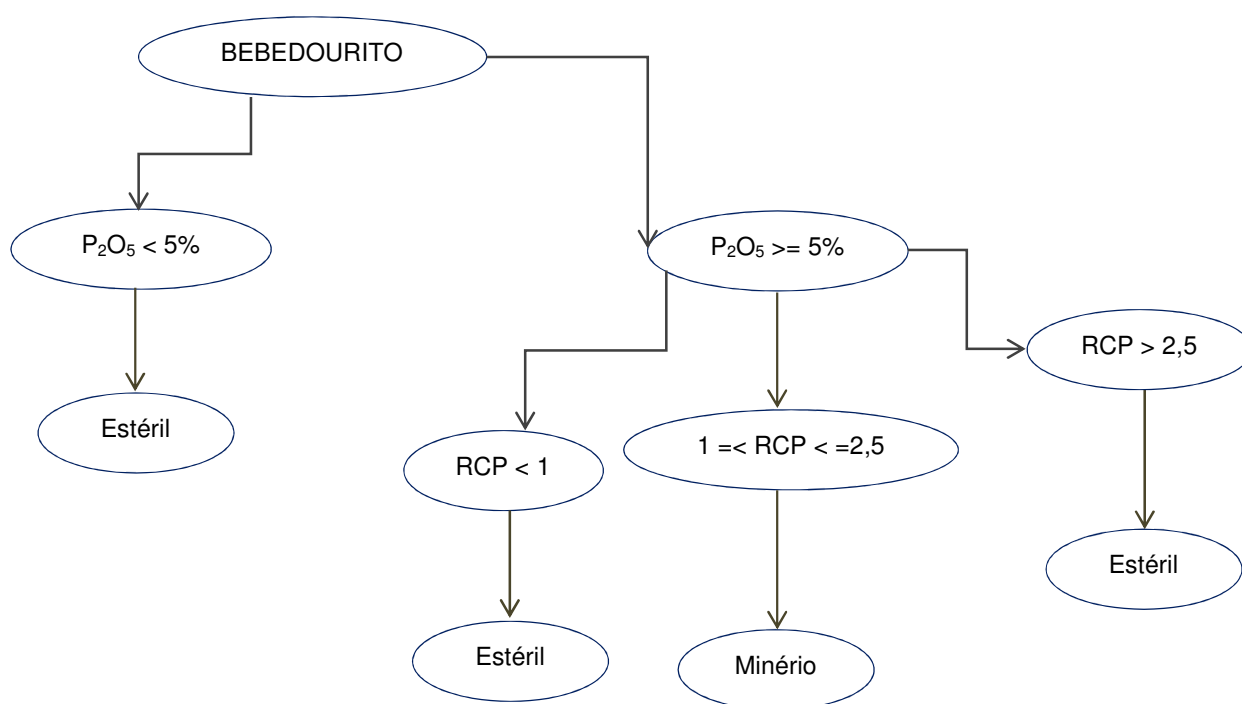 BEBEDOURITO
P₂O₅ < 5%
P₂O₅ >= 5%
RCP > 2,5
Estéril
1 =< RCP < =2,5
RCP < 1
Estéril
Estéril
Minério